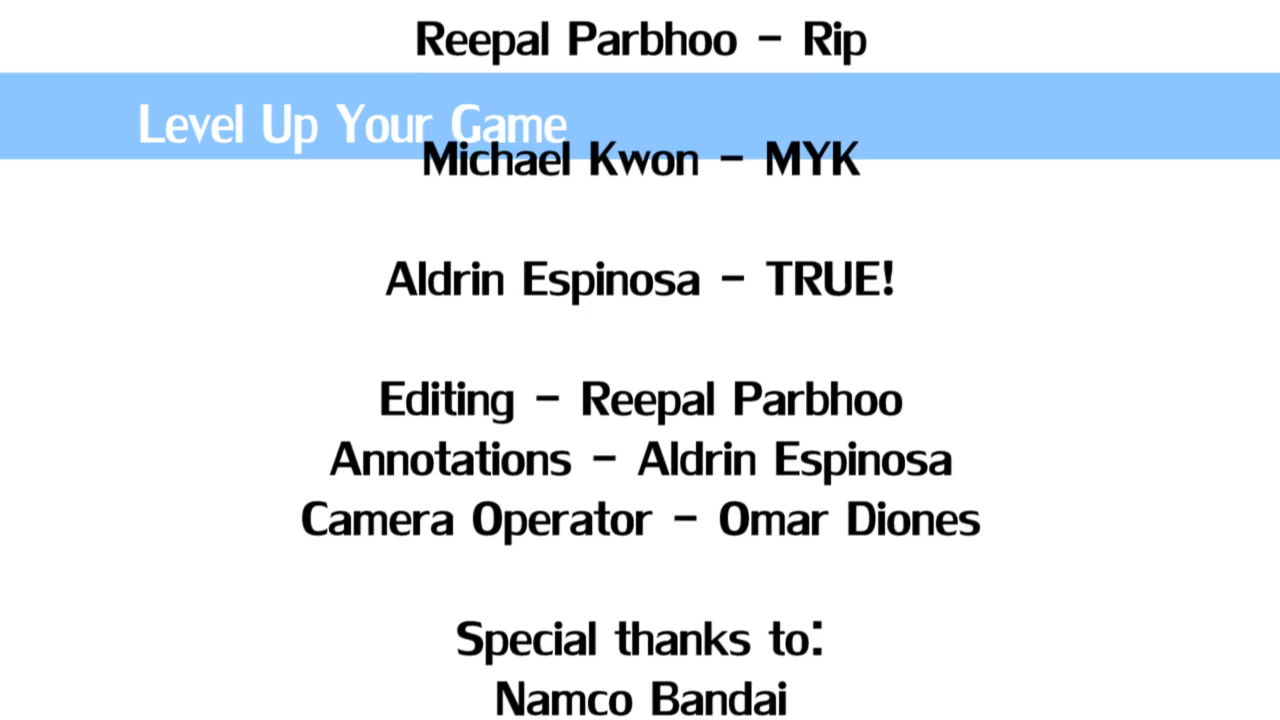 Reepal Parbhoo - Rip
Level Up Your Game
Michael Kwon - MYK
Aldrin Espinosa - TRUE!
Editing - Reepal Parbhoo
Annotations - Aldrin Espinosa
Camera Operator - Omar Diones
Special thanks to:
Namco Bandai